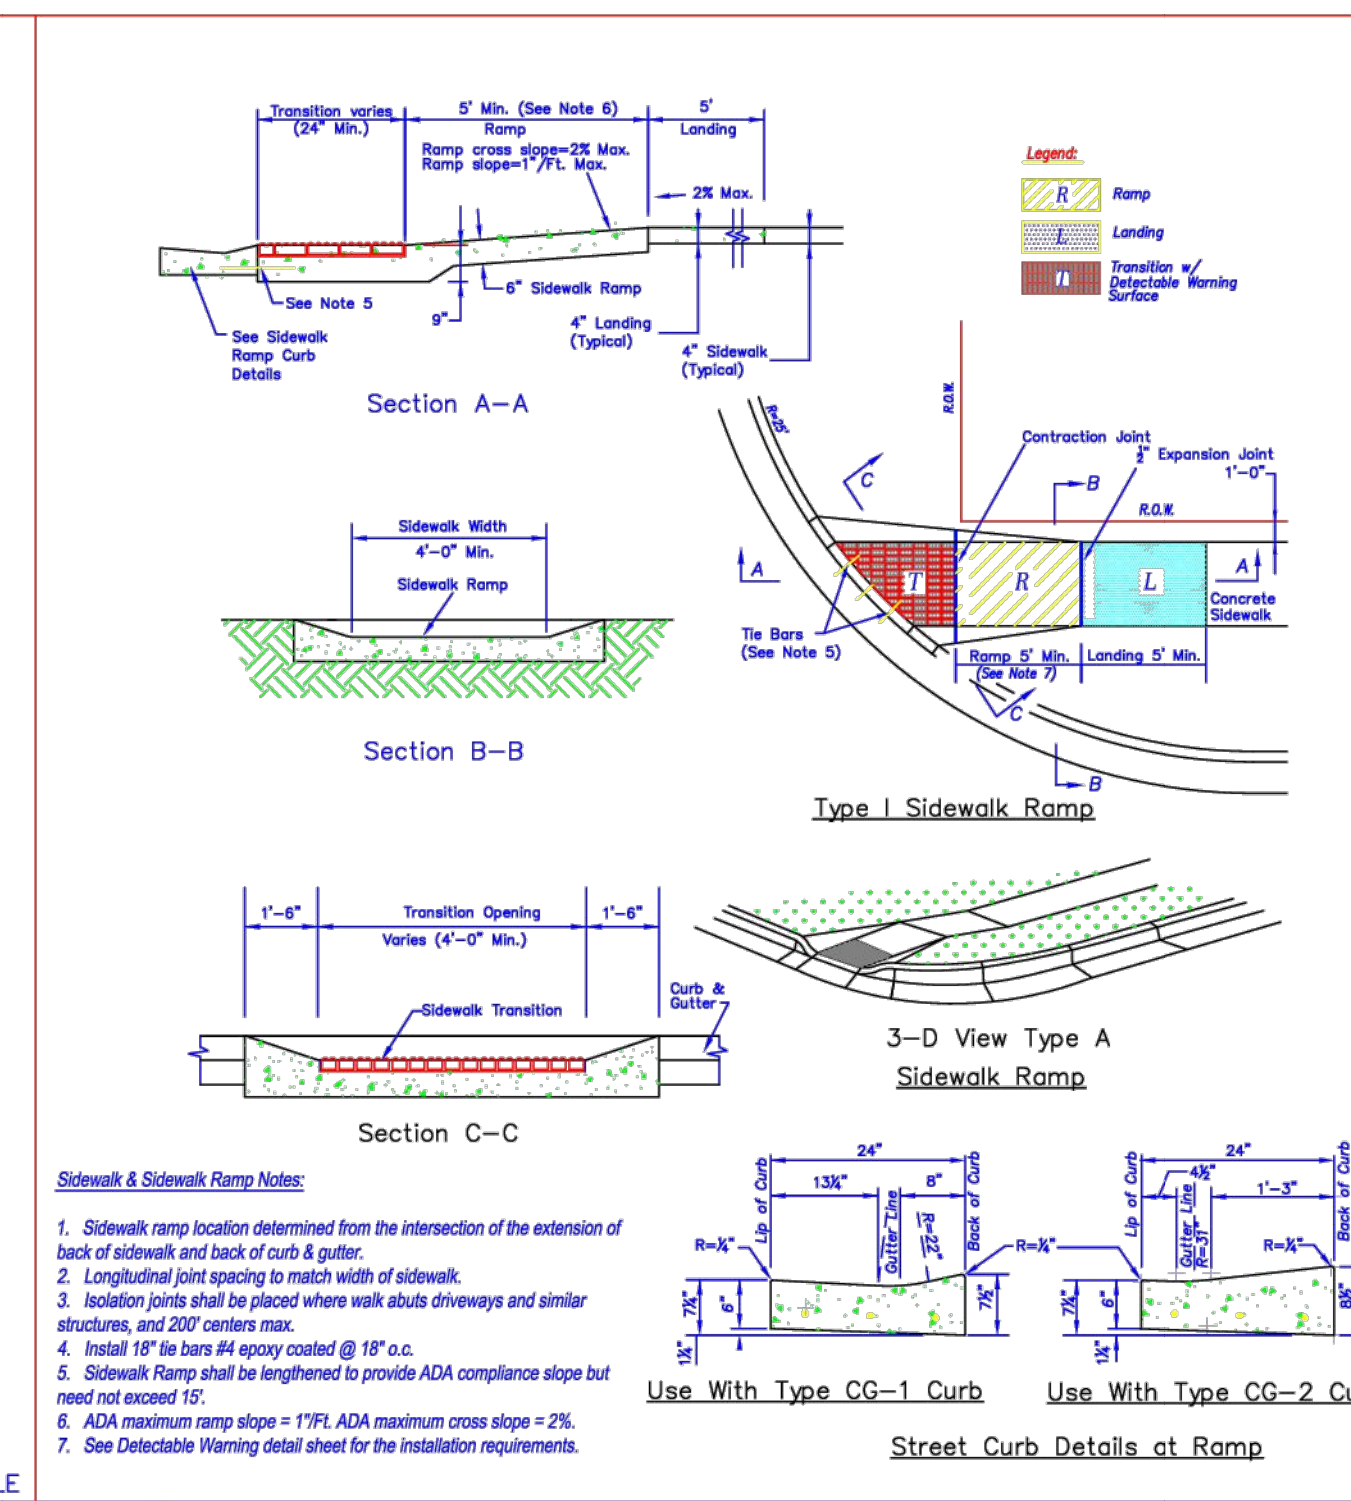 Transition varies
(24" Min.)
5' Min. (See Note 6)
Ramp
5'
Landing
Ramp cross slope=2% Max.
Ramp slope=1"/Ft. Max.
2% Max.
See Note 5
6" Sidewalk Ramp
9"
4" Landing
(Typical)
4" Sidewalk
(Typical)
See Sidewalk
Ramp Curb
Details
Section A-A
Legend:
R Ramp
L Landing
T Transition w/
Detectable Warning
Surface
Sidewalk Width
4'-0" Min.
Sidewalk Ramp
Section B-B
R=25'
R.O.W.
Contraction Joint
½" Expansion Joint
1'-0"
C
B
R.O.W.
A
T
R
L
A
Concrete
Sidewalk
Tie Bars
(See Note 5)
Ramp 5' Min.
(See Note 7)
Landing 5' Min.
C
B
Type I Sidewalk Ramp
1'-6"
Transition Opening
Varies (4'-0" Min.)
1'-6"
Sidewalk Transition
Curb &
Gutter
Section C-C
3-D View Type A
Sidewalk Ramp
Sidewalk & Sidewalk Ramp Notes:
1. Sidewalk ramp location determined from the intersection of the extension of
back of sidewalk and back of curb & gutter.
2. Longitudinal joint spacing to match width of sidewalk.
3. Isolation joints shall be placed where walk abuts driveways and similar
structures, and 200' centers max.
4. Install 18" tie bars #4 epoxy coated @ 18" o.c.
5. Sidewalk Ramp shall be lengthened to provide ADA compliance slope but
need not exceed 15'.
6. ADA maximum ramp slope = 1"/Ft. ADA maximum cross slope = 2%.
7. See Detectable Warning detail sheet for the installation requirements.
24"
13¼"
8"
Lip of Curb
Gutter Line
R=22"
Back of Curb
R=¼"
7¼"
6"
1¼"
7½"
Use With Type CG-1 Curb
24"
4½"
1'-3"
Lip of Curb
Gutter Line
R=31"
Back of Curb
R=¼"
R=¼"
7¼"
6"
1¼"
8½"
Use With Type CG-2 Cu
Street Curb Details at Ramp
LE